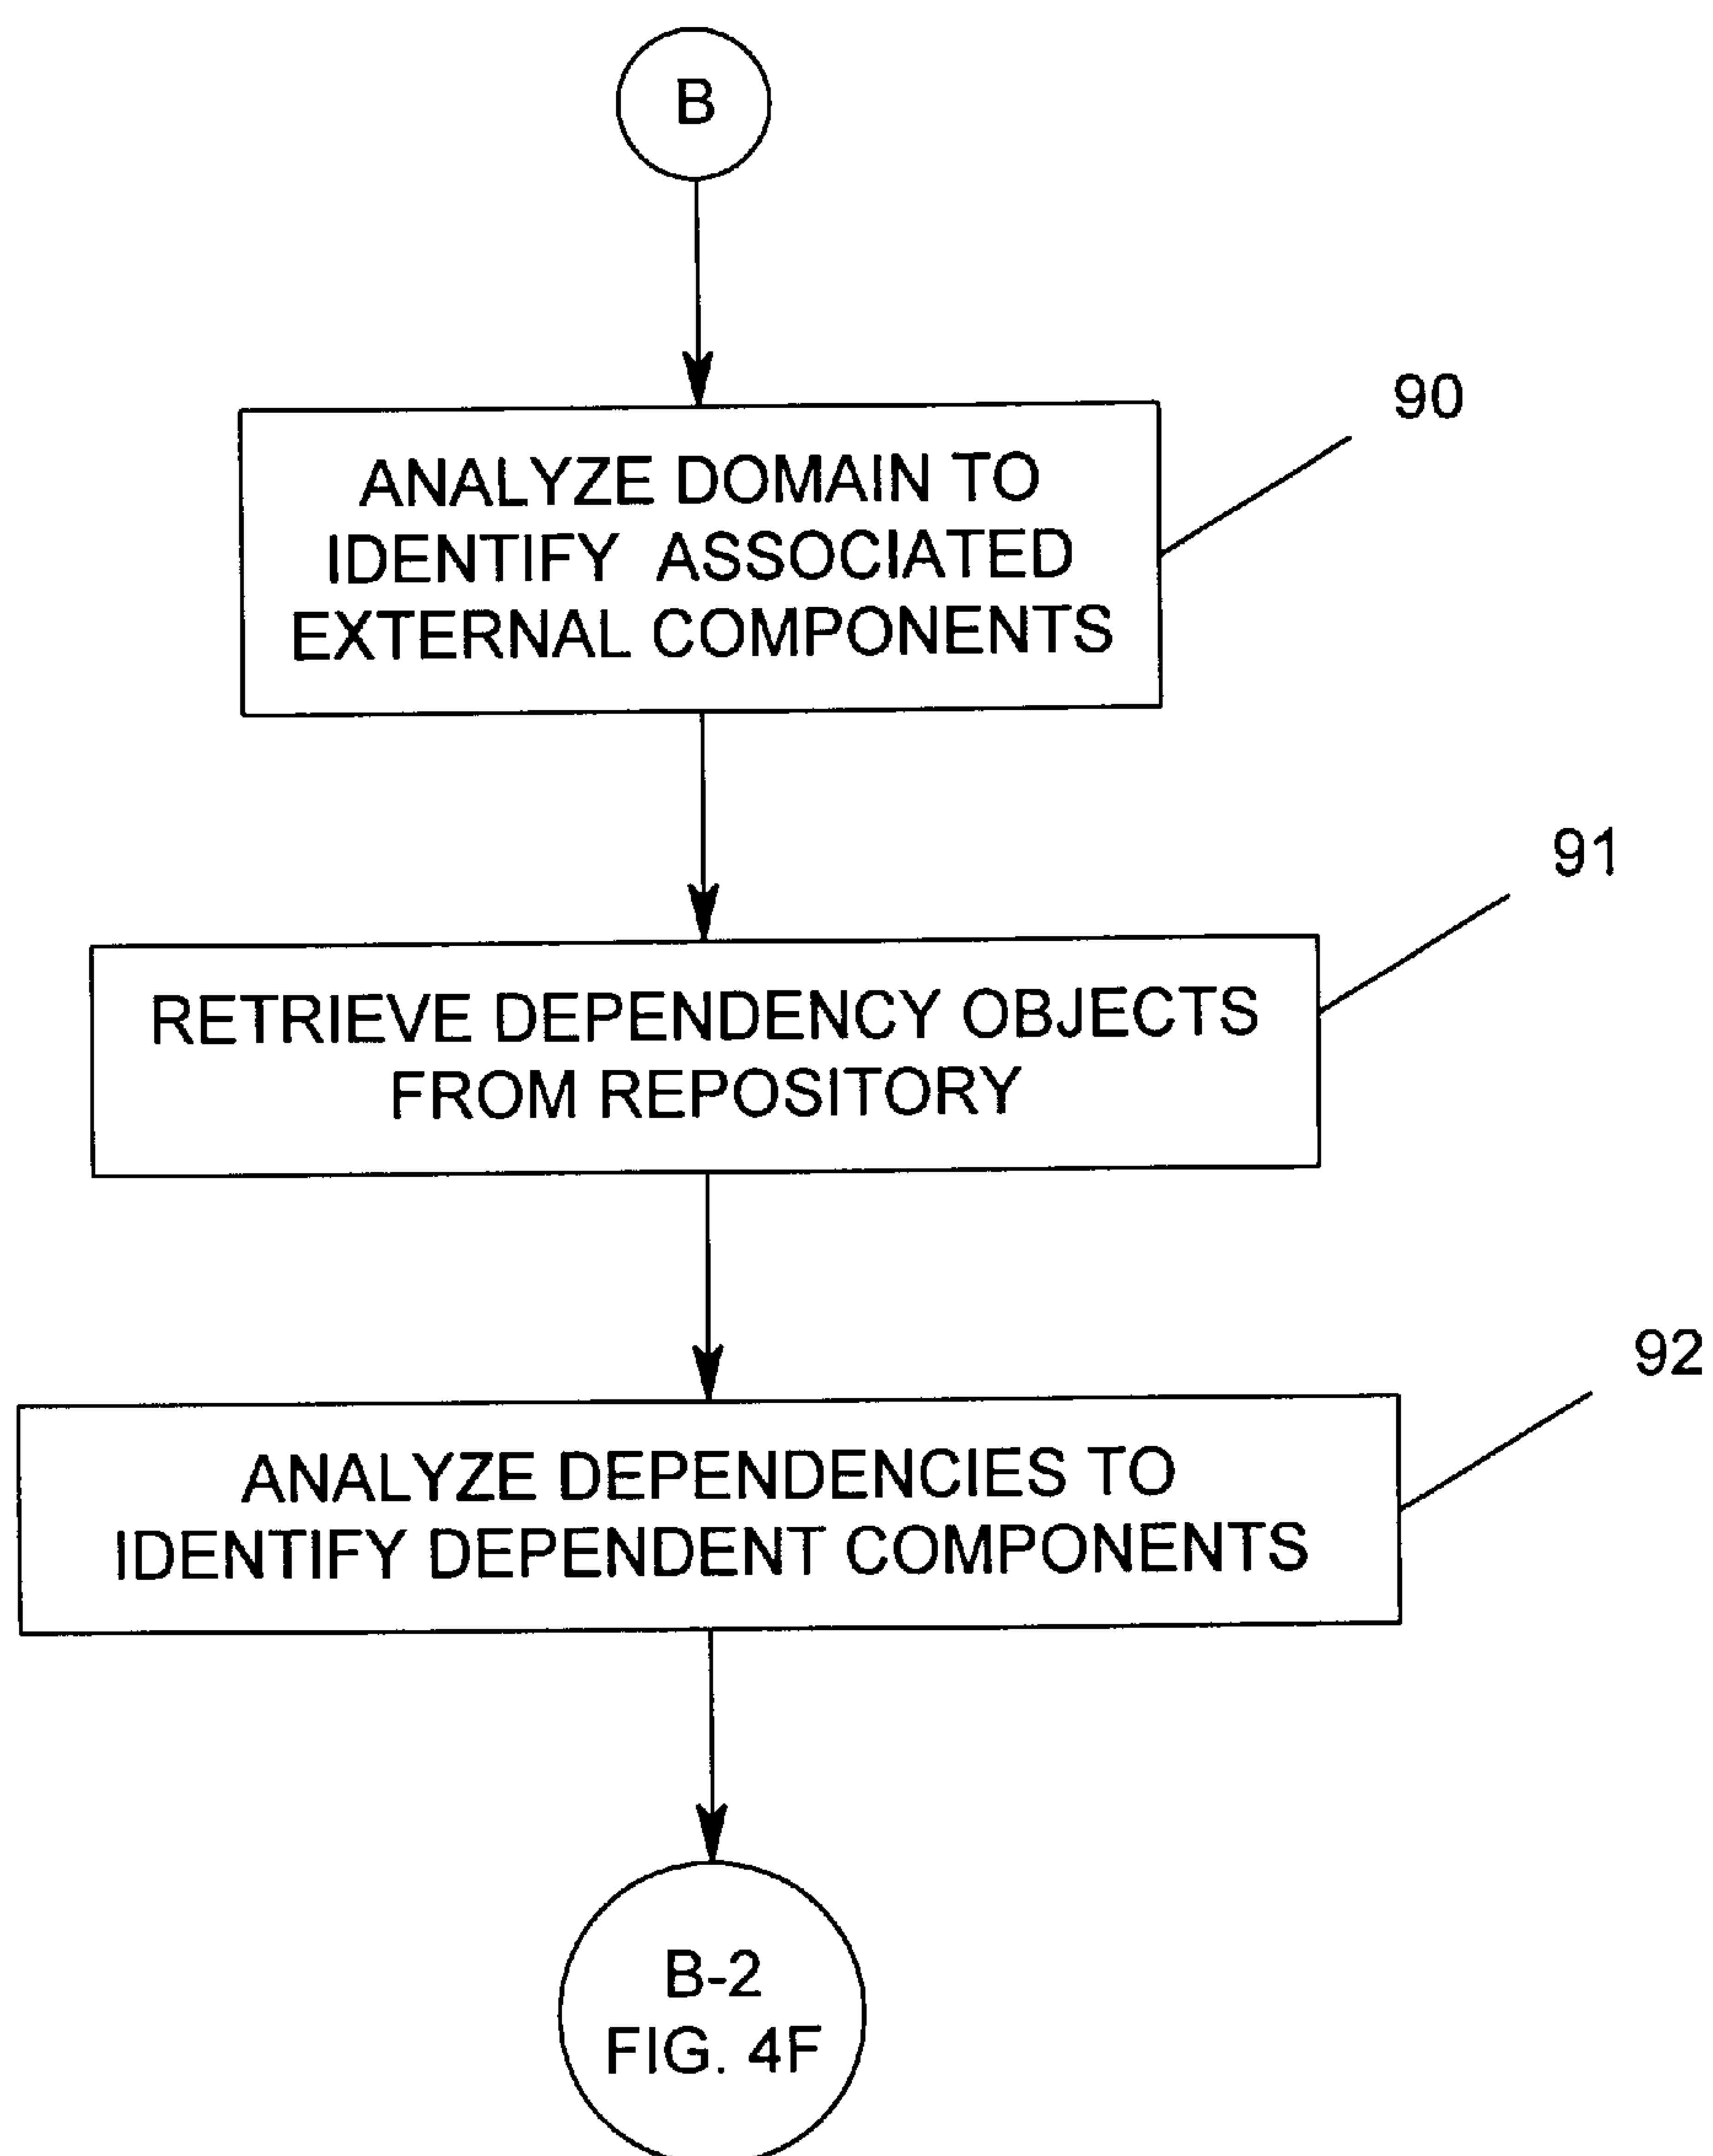 B
90
ANALYZE DOMAIN TO
IDENTIFY ASSOCIATED
EXTERNAL COMPONENTS
91
RETRIEVE DEPENDENCY OBJECTS
FROM REPOSITORY
92
ANALYZE DEPENDENCIES TO
IDENTIFY DEPENDENT COMPONENTS
B-2
FIG. 4F